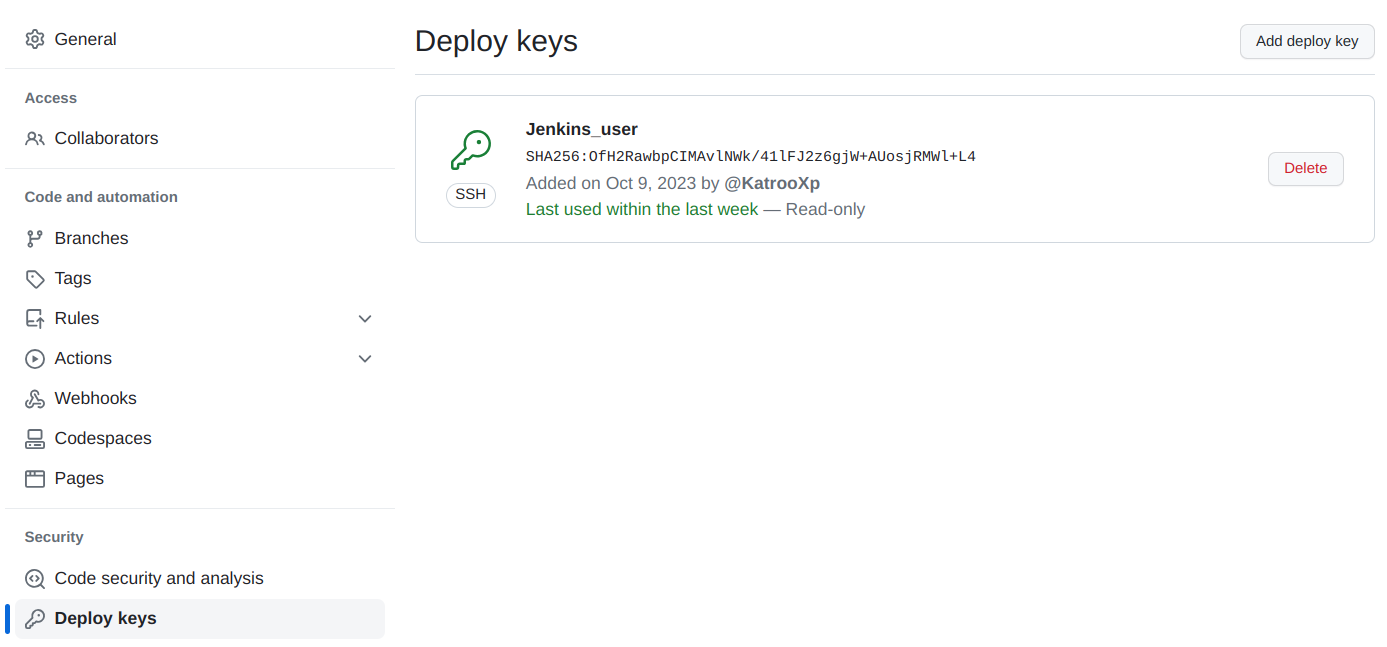 General
Access
Collaborators
Code and automation
Branches
Tags
Rules
Actions
Webhooks
Codespaces
Pages
Security
Code security and analysis
Deploy keys
Deploy keys
Add deploy key
Jenkins_user
SHA256:OfH2RawbpCIMAvlNWk/41lFJ2z6gjW+AUosjRMWl+L4
Added on Oct 9, 2023 by @KatrooXp
Last used within the last week — Read-only
SSH
Delete